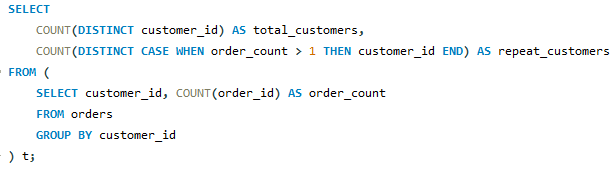 SELECT
COUNT(DISTINCT customer_id) AS total_customers,
COUNT(DISTINCT CASE WHEN order_count > 1 THEN customer_id END) AS repeat_customers
FROM (
SELECT customer_id, COUNT(order_id) AS order_count
FROM orders
GROUP BY customer_id
) t;